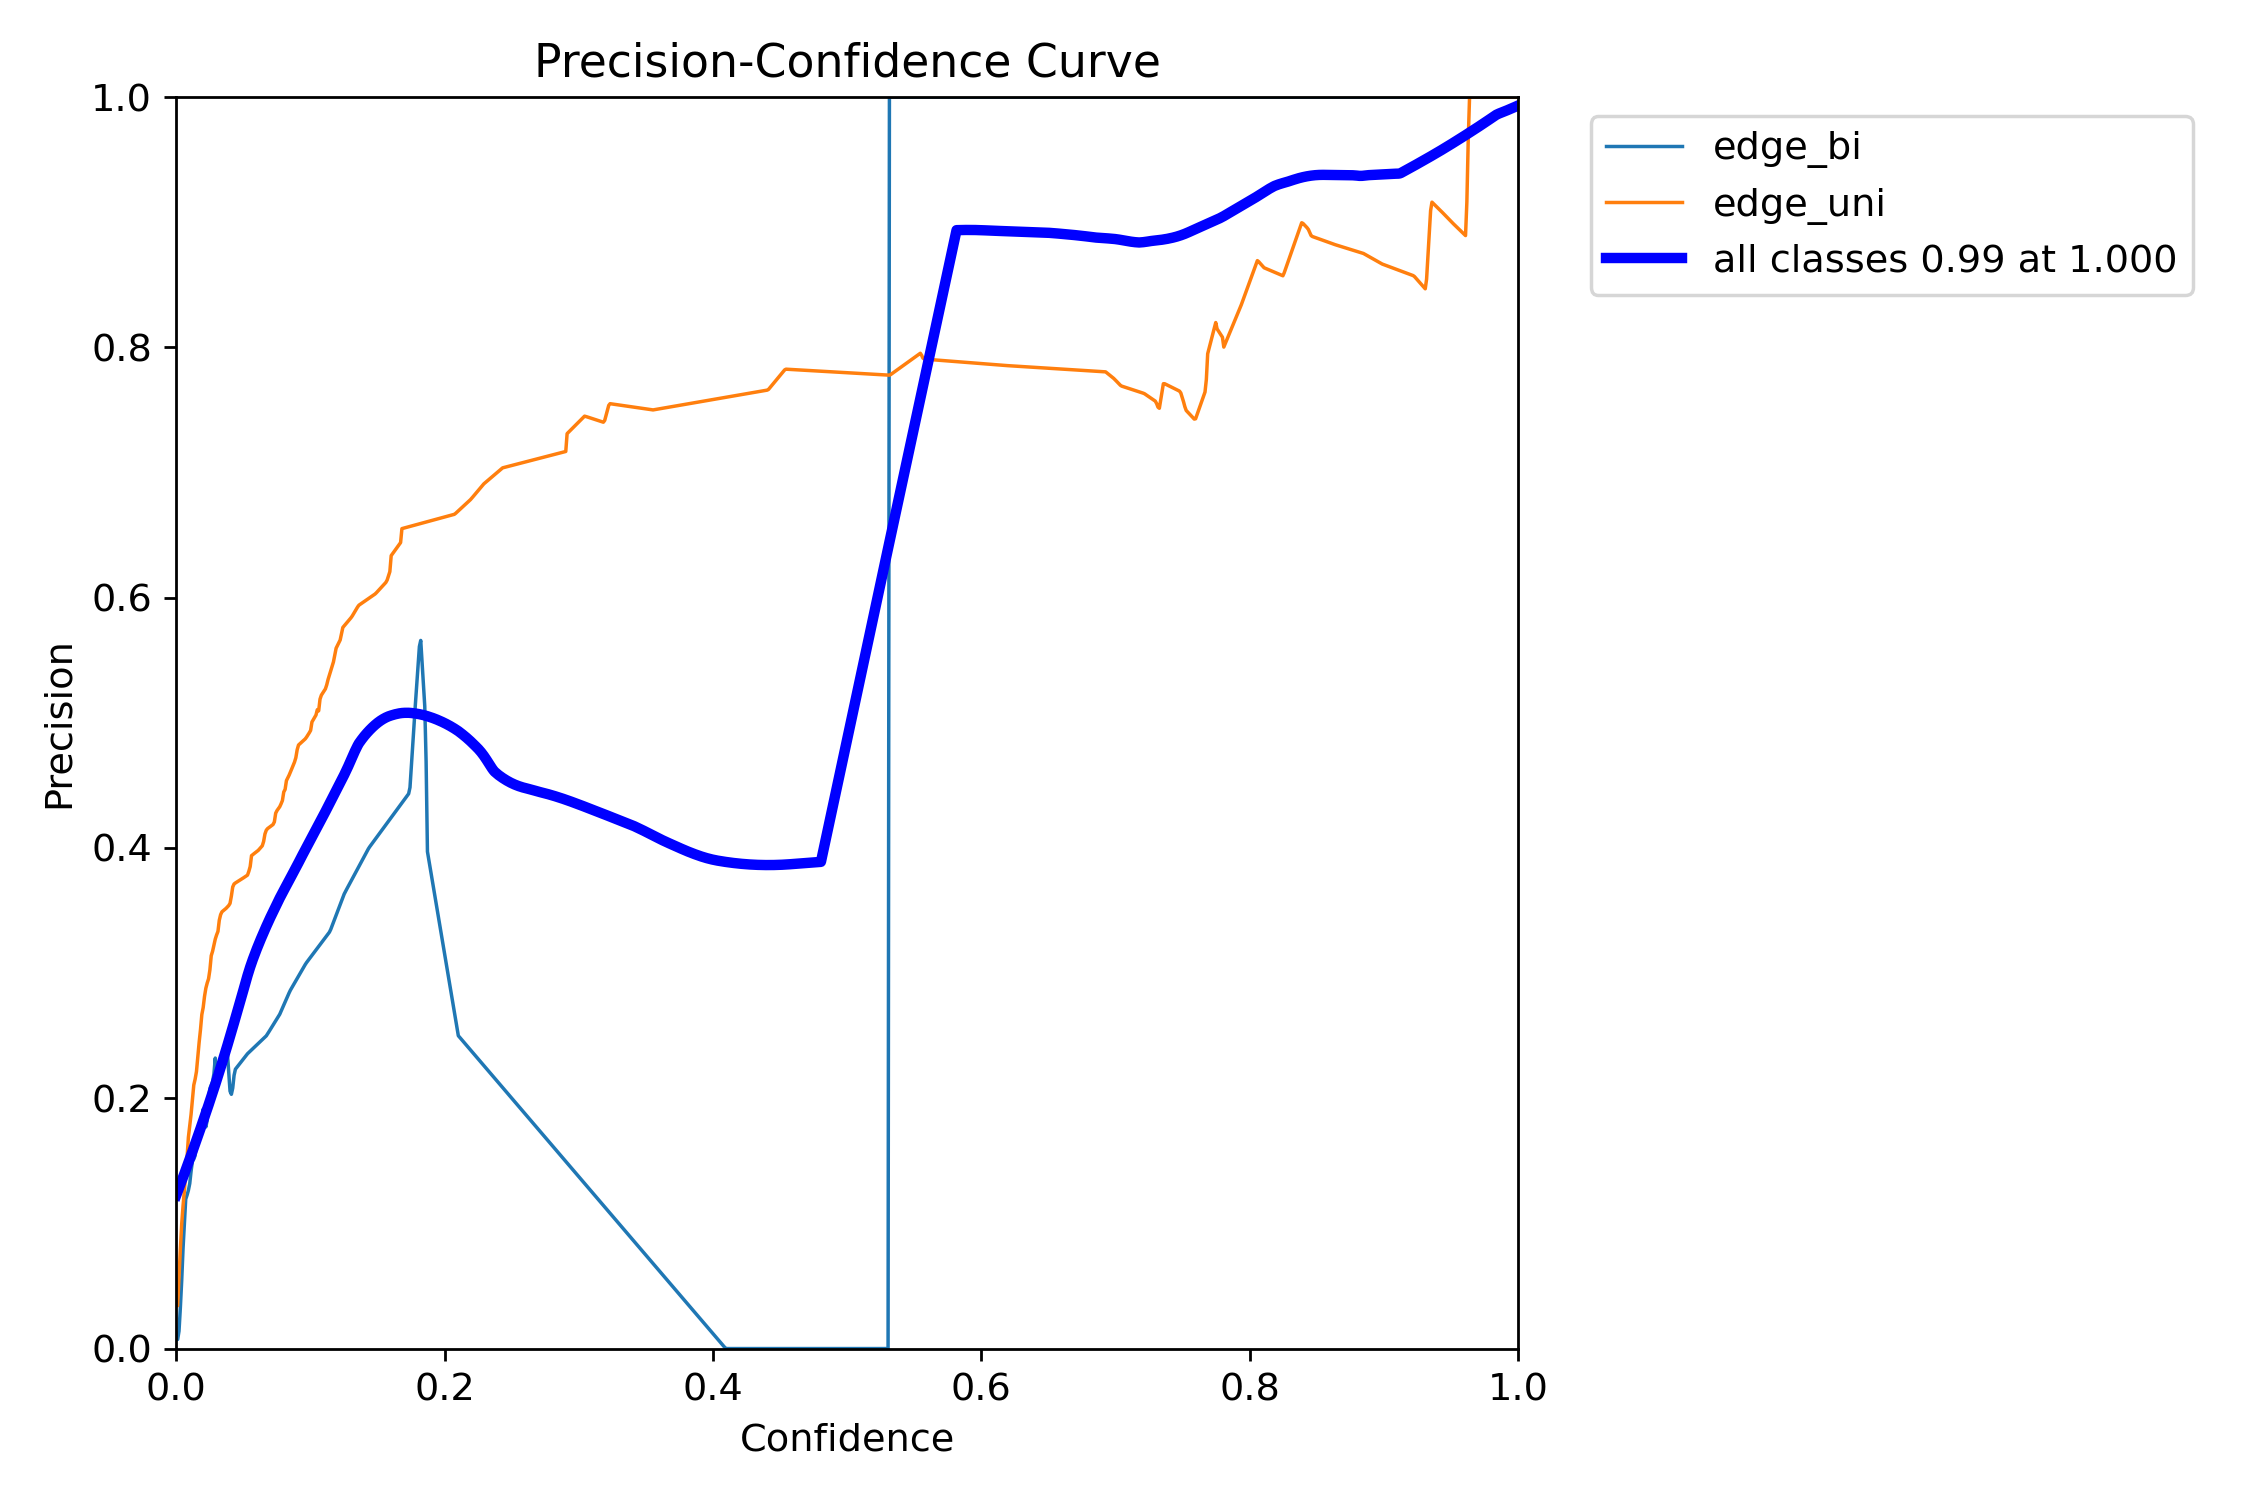 Precision-Confidence Curve
1.0
0.8
0.6
0.4
0.2
0.0
Precision
0.0 0.2 0.4 0.6 0.8 1.0
Confidence
edge_bi
edge_uni
all classes 0.99 at 1.000